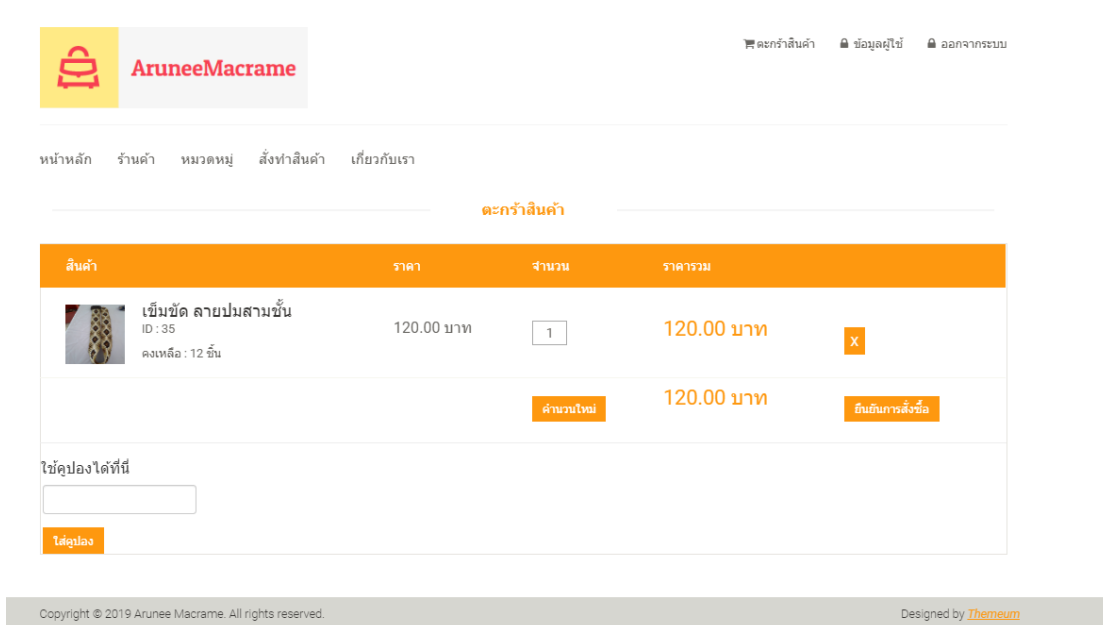 AruneeMacrame
ตะกร้าสินค้า ข้อมูลผู้ใช้ ออกจากระบบ
หน้าหลัก ร้านค้า หมวดหมู่ สั่งทำสินค้า เกี่ยวกับเรา
ตะกร้าสินค้า
สินค้า ราคา จำนวน ราคารวม
เข็มขัด ลายปมสามชั้น
ID : 35
คงเหลือ : 12 ชิ้น
120.00 บาท 1 120.00 บาท X
คำนวนใหม่ 120.00 บาท ยืนยันการสั่งซื้อ
ใช้คูปองได้ที่นี่
ใส่คูปอง
Copyright © 2019 Arunee Macrame. All rights reserved. Designed by Themeum